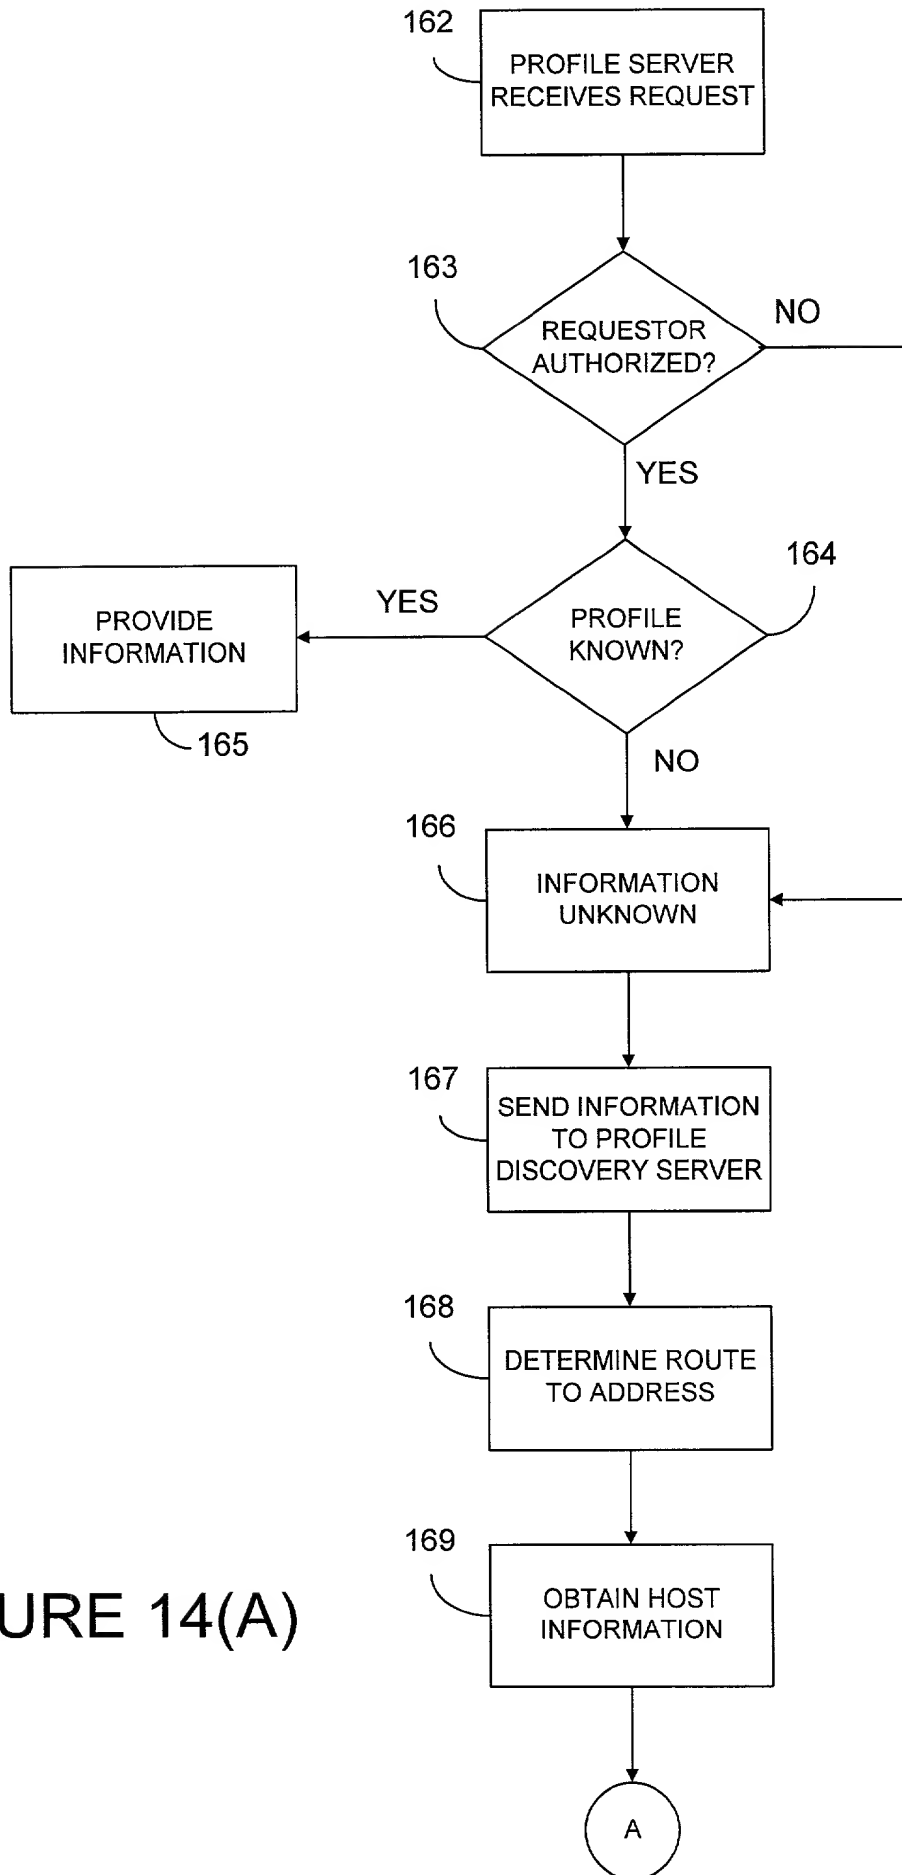 162
PROFILE SERVER
RECEIVES REQUEST
163
REQUESTOR
AUTHORIZED?
NO
YES
164
PROFILE
KNOWN?
YES
PROVIDE
INFORMATION
165
NO
166
INFORMATION
UNKNOWN
167
SEND INFORMATION
TO PROFILE
DISCOVERY SERVER
168
DETERMINE ROUTE
TO ADDRESS
169
OBTAIN HOST
INFORMATION
URE 14(A)
A